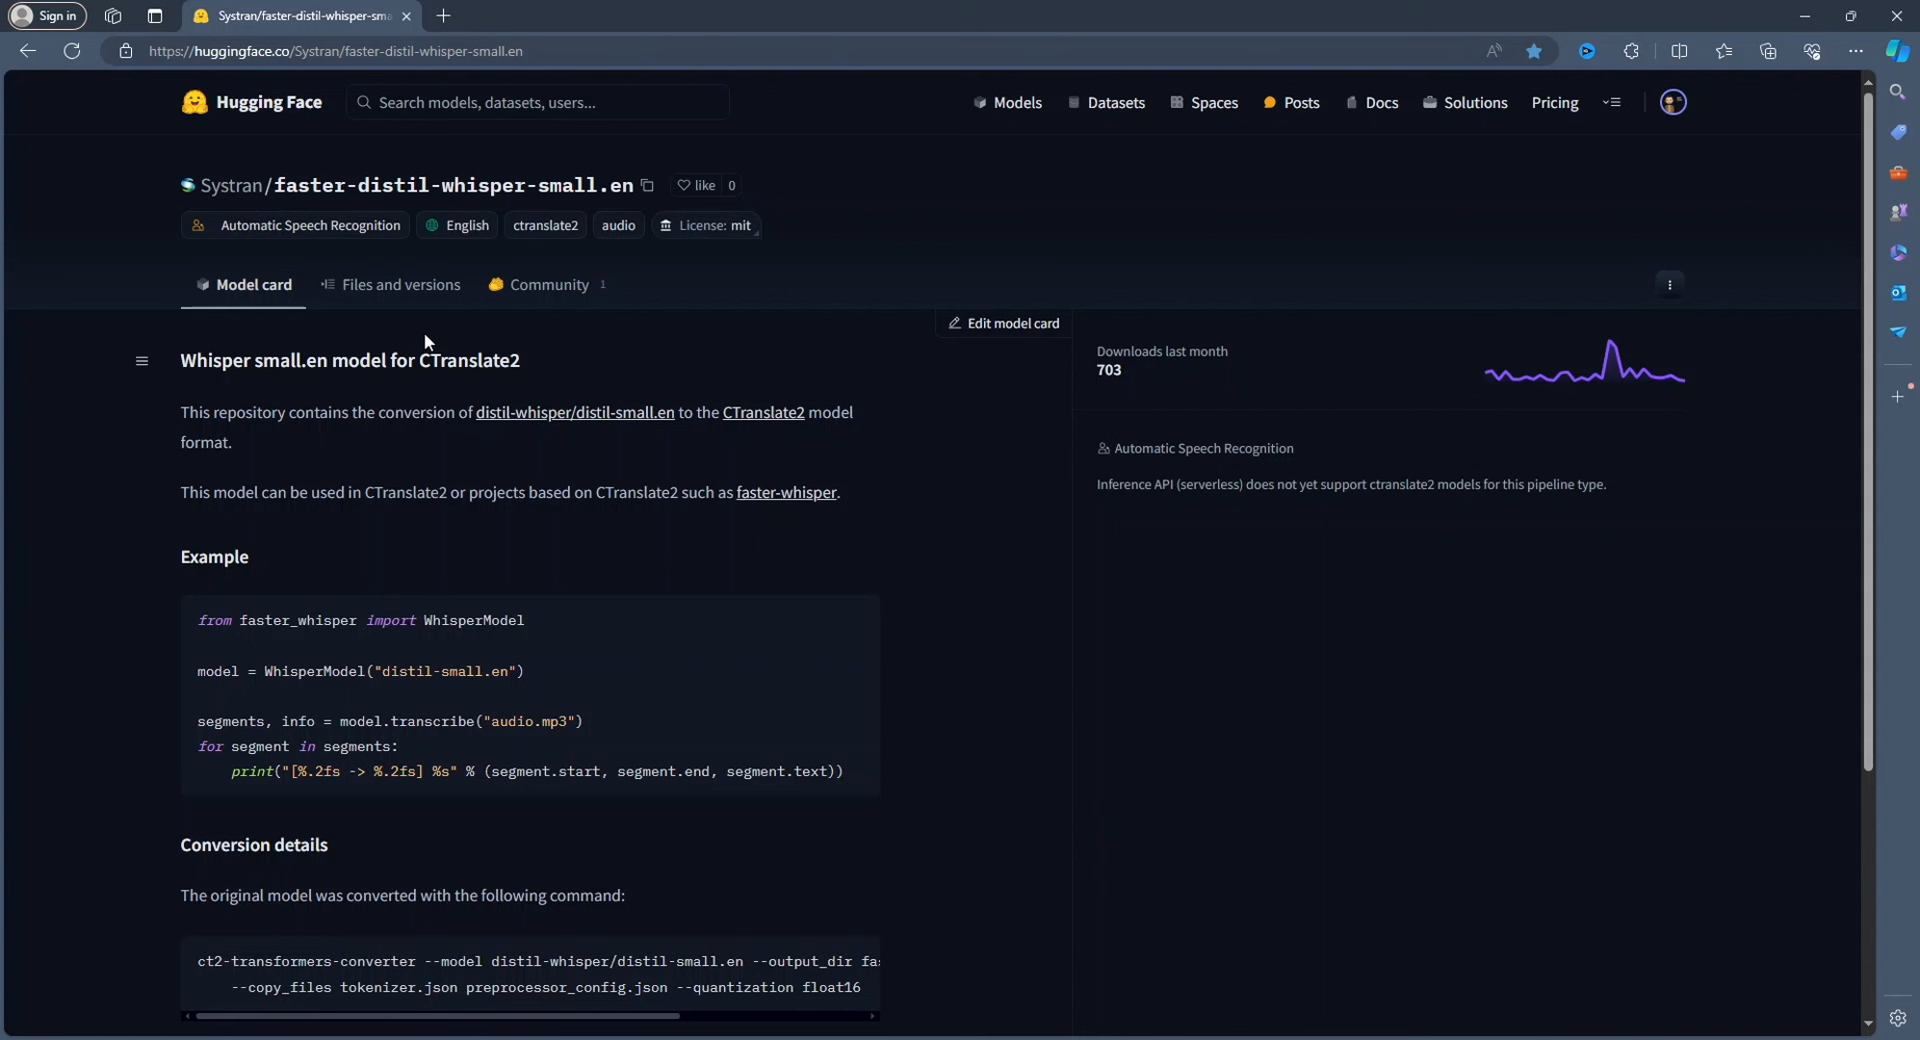 Sign in
Systran/faster-distil-whisper-sm
https://huggingface.co/Systran/faster-distil-whisper-small.en
Hugging Face
Search models, datasets, users...
Models
Datasets
Spaces
Posts
Docs
Solutions
Pricing
Systran/faster-distil-whisper-small.en
like 0
Automatic Speech Recognition
English
ctranslate2
audio
License: mit
Model card
Files and versions
Community 1
Edit model card
Whisper small.en model for CTranslate2
This repository contains the conversion of distil-whisper/distil-small.en to the CTranslate2 model
format.
This model can be used in CTranslate2 or projects based on CTranslate2 such as faster-whisper.
Example
from faster_whisper import WhisperModel
model = WhisperModel("distil-small.en")
segments, info = model.transcribe("audio.mp3")
for segment in segments:
print("[%.2fs -> %.2fs] %s" % (segment.start, segment.end, segment.text))
Conversion details
The original model was converted with the following command:
ct2-transformers-converter --model distil-whisper/distil-small.en --output_dir fa
--copy_files tokenizer.json preprocessor_config.json --quantization float16
Downloads last month
703
Automatic Speech Recognition
Inference API (serverless) does not yet support ctranslate2 models for this pipeline type.